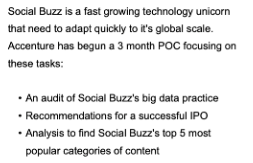 Social Buzz is a fast growing technology unicorn
that need to adapt quickly to it's global scale.
Accenture has begun a 3 month POC focusing on
these tasks:
• An audit of Social Buzz's big data practice
• Recommendations for a successful IPO
• Analysis to find Social Buzz's top 5 most
popular categories of content